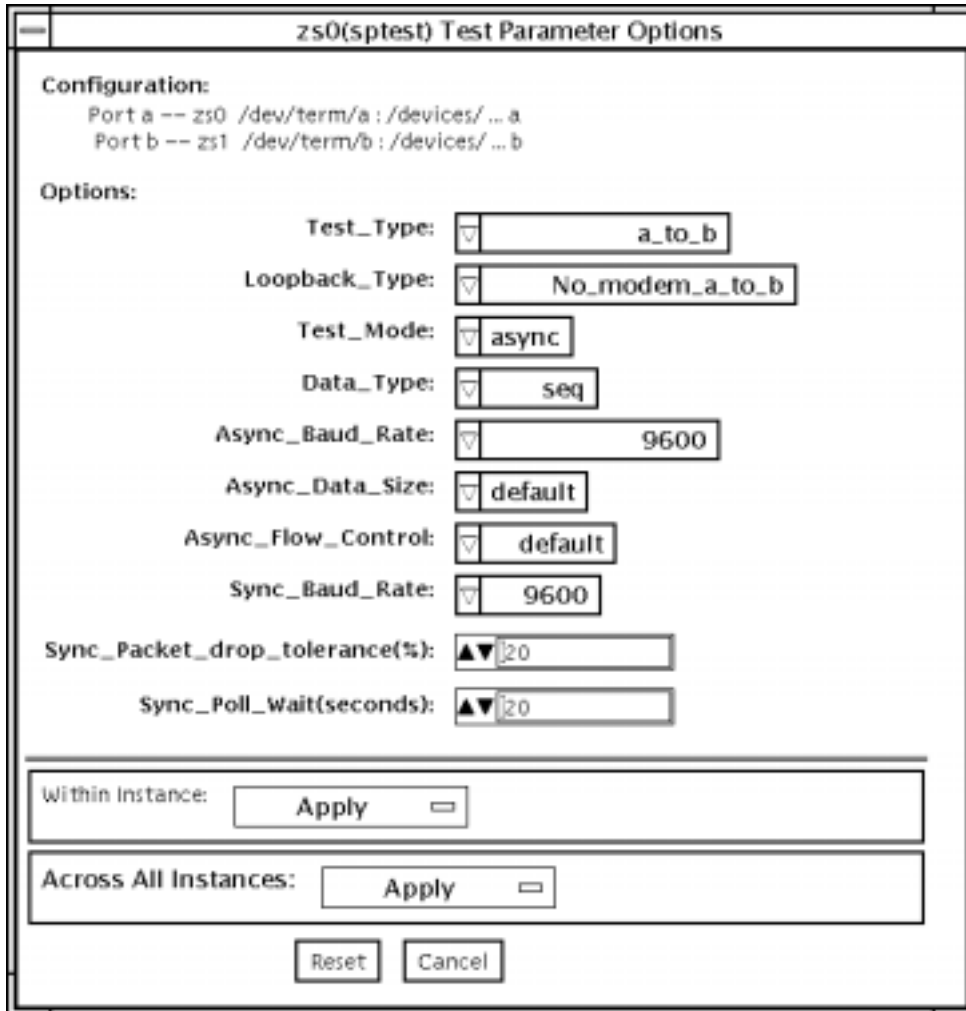 zs0(sptest) Test Parameter Options
Configuration:
Port a -- zs0 /dev/term/a : /devices/ ... a
Port b -- zs1 /dev/term/b : /devices/ ... b
Options:
Test_Type: a_to_b
Loopback_Type: No_modem_a_to_b
Test_Mode: async
Data_Type: seq
Async_Baud_Rate: 9600
Async_Data_Size: default
Async_Flow_Control: default
Sync_Baud_Rate: 9600
Sync_Packet_drop_tolerance(%): 20
Sync_Poll_Wait(seconds): 20
Within Instance: Apply
Across All Instances: Apply
Reset Cancel